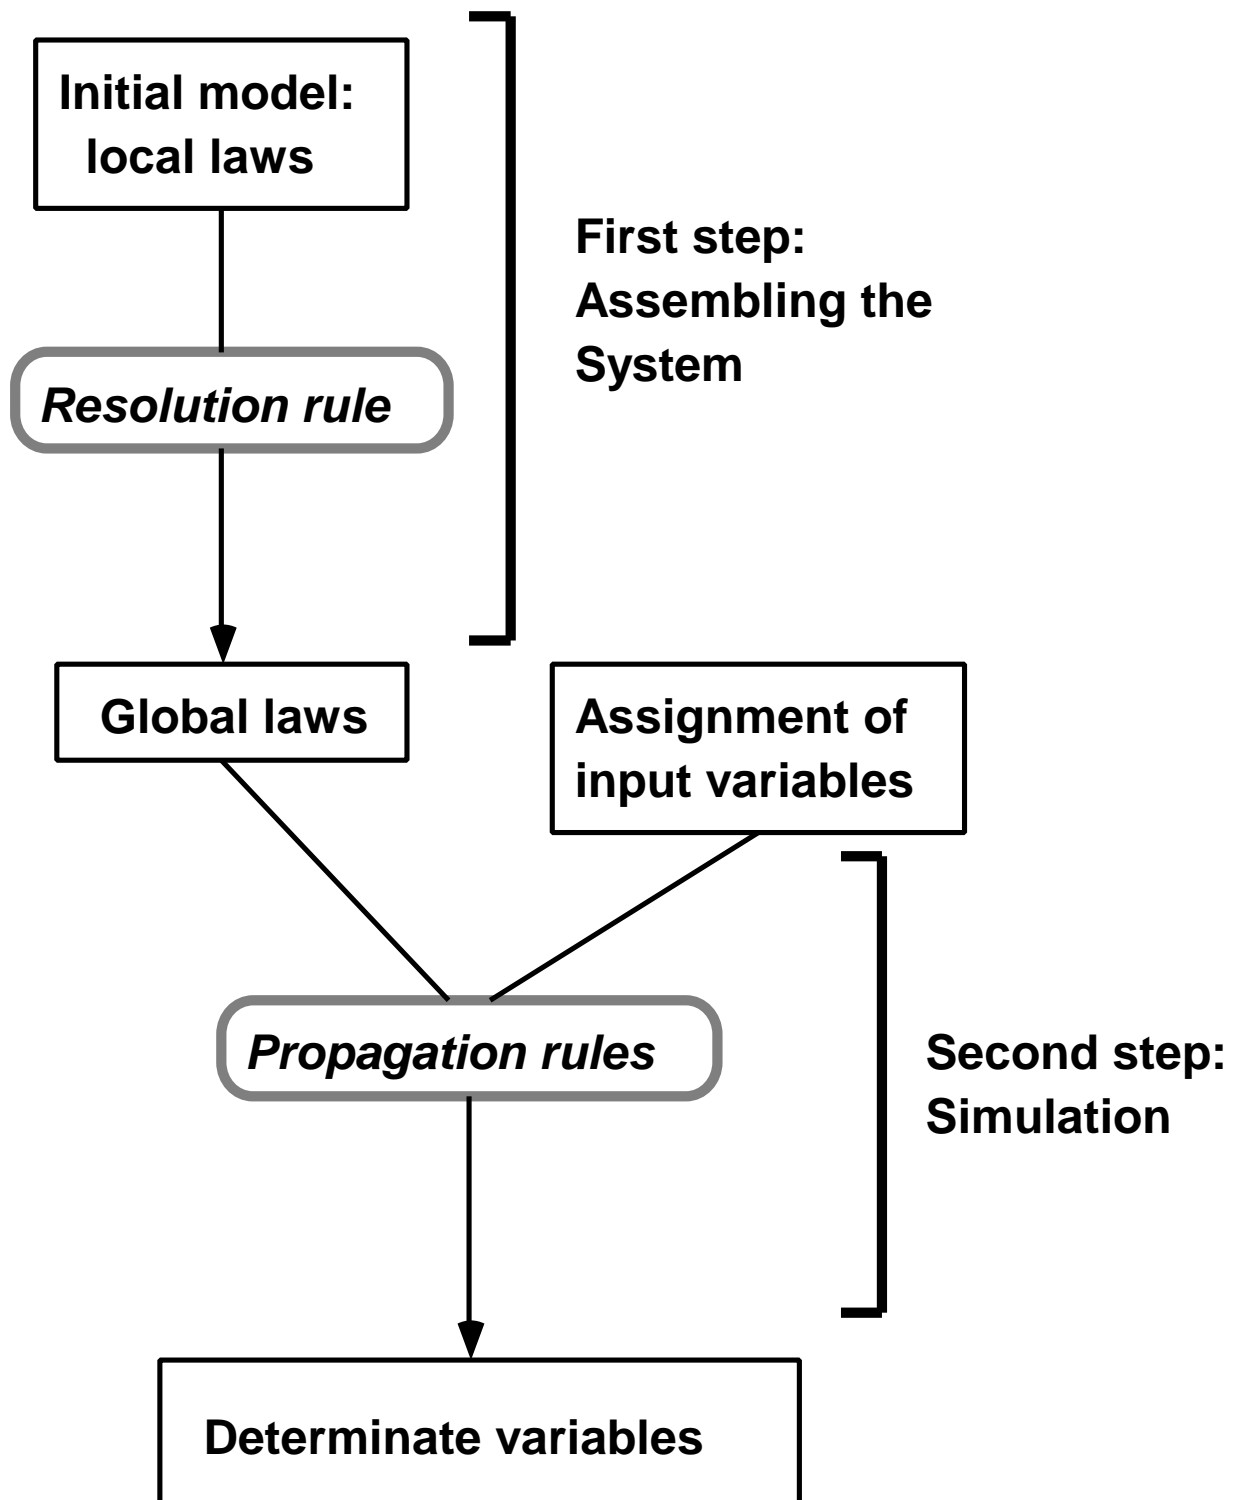 Initial model:
local laws
First step:
Assembling the
System
Resolution rule
Global laws
Assignment of
input variables
Propagation rules
Second step:
Simulation
Determinate variables